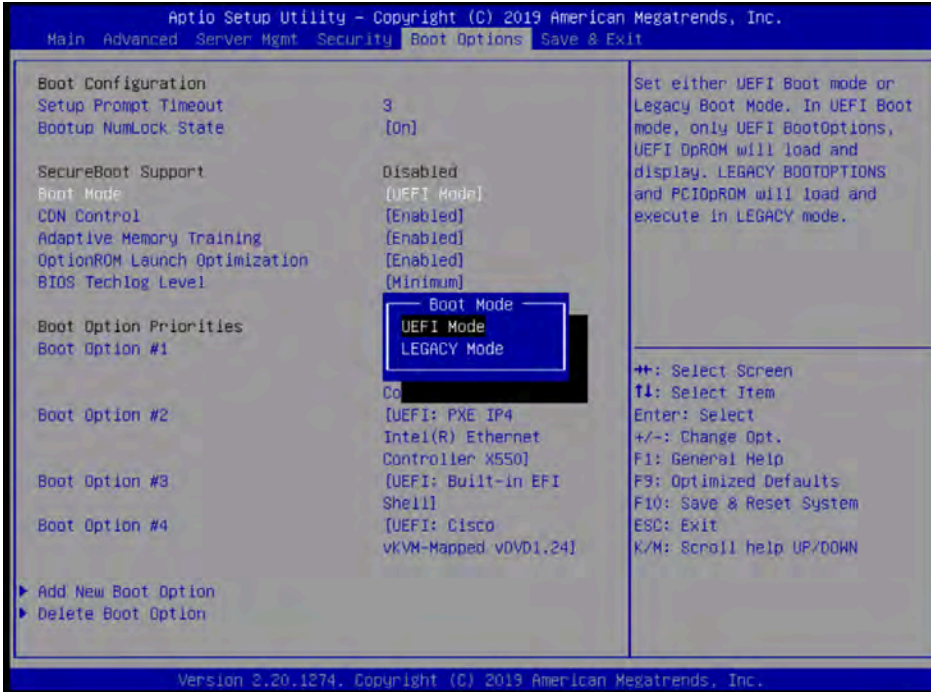 Aptio Setup Utility – Copyright (C) 2019 American Megatrends, Inc.
Main Advanced Server Mgmt Security Boot Options Save & Exit
Boot Configuration
Setup Prompt Timeout 3
Bootup NumLock State [On]
SecureBoot Support Disabled
Boot Mode [UEFI Mode]
CDN Control [Enabled]
Adaptive Memory Training [Enabled]
OptionROM Launch Optimization [Enabled]
BIOS Techlog Level [Minimum]
Boot Option Priorities
Boot Option #1
Co
Boot Option #2 [UEFI: PXE IP4
Intel(R) Ethernet
Controller X550]
Boot Option #3 [UEFI: Built-in EFI
Shell]
Boot Option #4 [UEFI: Cisco
vKVM-Mapped vDVD1.24]
Add New Boot Option
Delete Boot Option
Boot Mode
UEFI Mode
LEGACY Mode
Set either UEFI Boot mode or
Legacy Boot Mode. In UEFI Boot
mode, only UEFI BootOptions,
UEFI OpROM will load and
display. LEGACY BOOTOPTIONS
and PCIOpROM will load and
execute in LEGACY mode.
→←: Select Screen
↑↓: Select Item
Enter: Select
+/-: Change Opt.
F1: General Help
F9: Optimized Defaults
F10: Save & Reset System
ESC: Exit
K/M: Scroll help UP/DOWN
Version 2.20.1274. Copyright (C) 2019 American Megatrends, Inc.